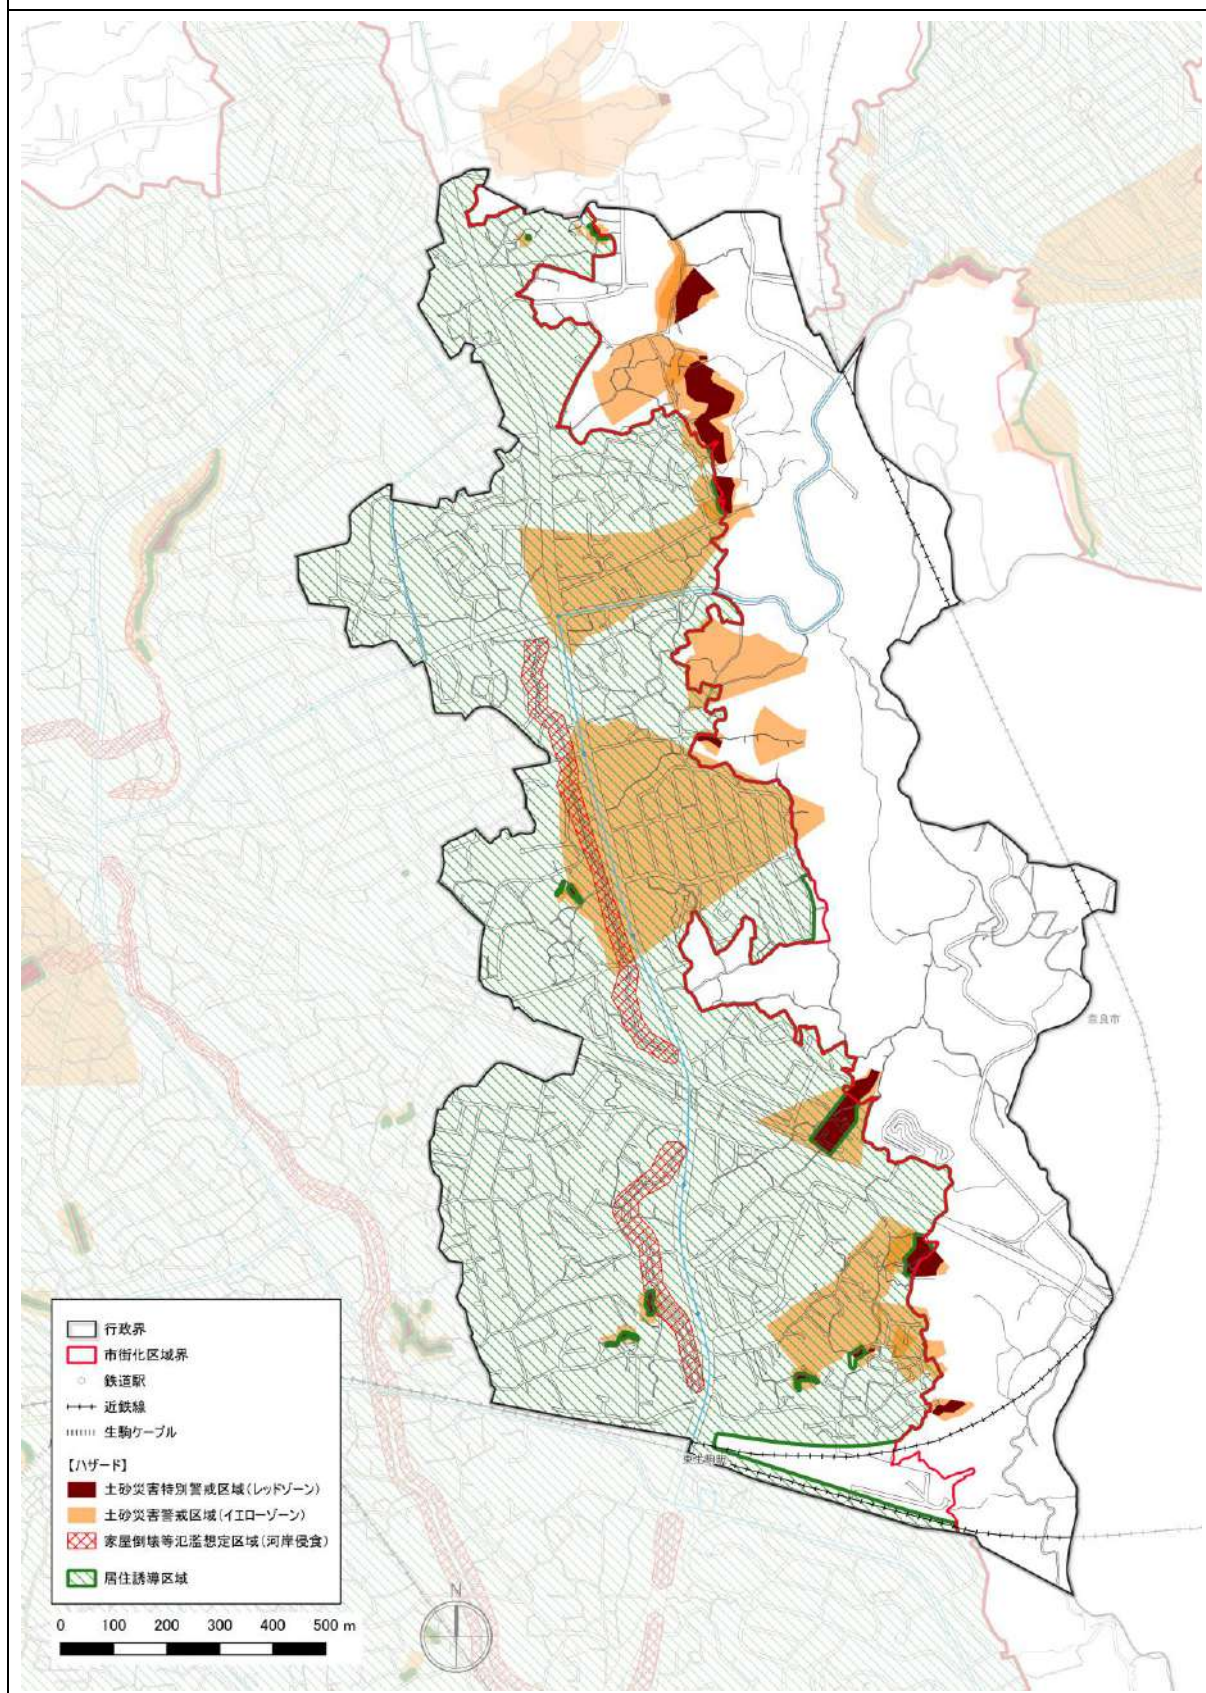 奈良市
東生駒駅
行政界
市街化区域界
鉄道駅
近鉄線
生駒ケーブル
【ハザード】
土砂災害特別警戒区域(レッドゾーン)
土砂災害警戒区域(イエローゾーン)
家屋倒壊等氾濫想定区域(河岸侵食)
居住誘導区域
0 100 200 300 400 500 m
N